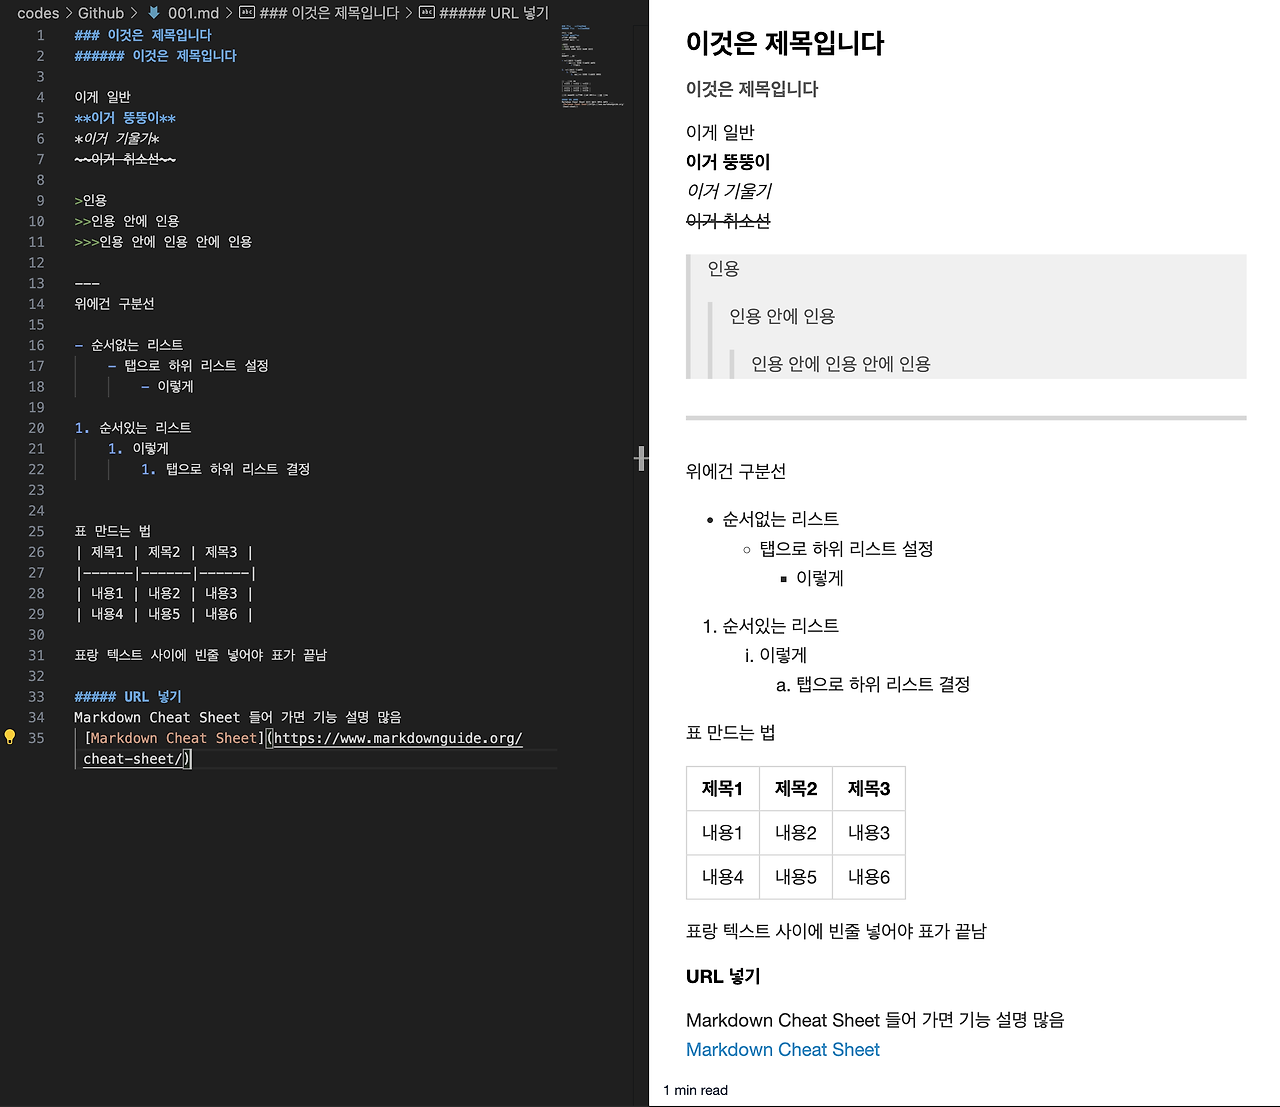 codes > Github > 001.md > ### 이것은 제목입니다 > ##### URL 넣기
1 ### 이것은 제목입니다
2 ###### 이것은 제목입니다
3
4 이게 일반
5 **이거 뚱뚱이**
6 *이거 기울기*
7 ~~이거 취소선~~
8
9 >인용
10 >>인용 안에 인용
11 >>>인용 안에 인용 안에 인용
12
13 ---
14 위에건 구분선
15
16 - 순서없는 리스트
17 - 탭으로 하위 리스트 설정
18 - 이렇게
19
20 1. 순서있는 리스트
21 1. 이렇게
22 1. 탭으로 하위 리스트 결정
23
24
25 표 만드는 법
26 | 제목1 | 제목2 | 제목3 |
27 |------|------|------|
28 | 내용1 | 내용2 | 내용3 |
29 | 내용4 | 내용5 | 내용6 |
30
31 표랑 텍스트 사이에 빈줄 넣어야 표가 끝남
32
33 ##### URL 넣기
34 Markdown Cheat Sheet 들어 가면 기능 설명 많음
35 [Markdown Cheat Sheet](https://www.markdownguide.org/
cheat-sheet/)
이것은 제목입니다
이것은 제목입니다
이게 일반
이거 뚱뚱이
이거 기울기
이거 취소선
인용
인용 안에 인용
인용 안에 인용 안에 인용
위에건 구분선
• 순서없는 리스트
◦ 탭으로 하위 리스트 설정
▪ 이렇게
1. 순서있는 리스트
i. 이렇게
a. 탭으로 하위 리스트 결정
표 만드는 법
제목1 제목2 제목3
내용1 내용2 내용3
내용4 내용5 내용6
표랑 텍스트 사이에 빈줄 넣어야 표가 끝남
URL 넣기
Markdown Cheat Sheet 들어 가면 기능 설명 많음
Markdown Cheat Sheet
1 min read